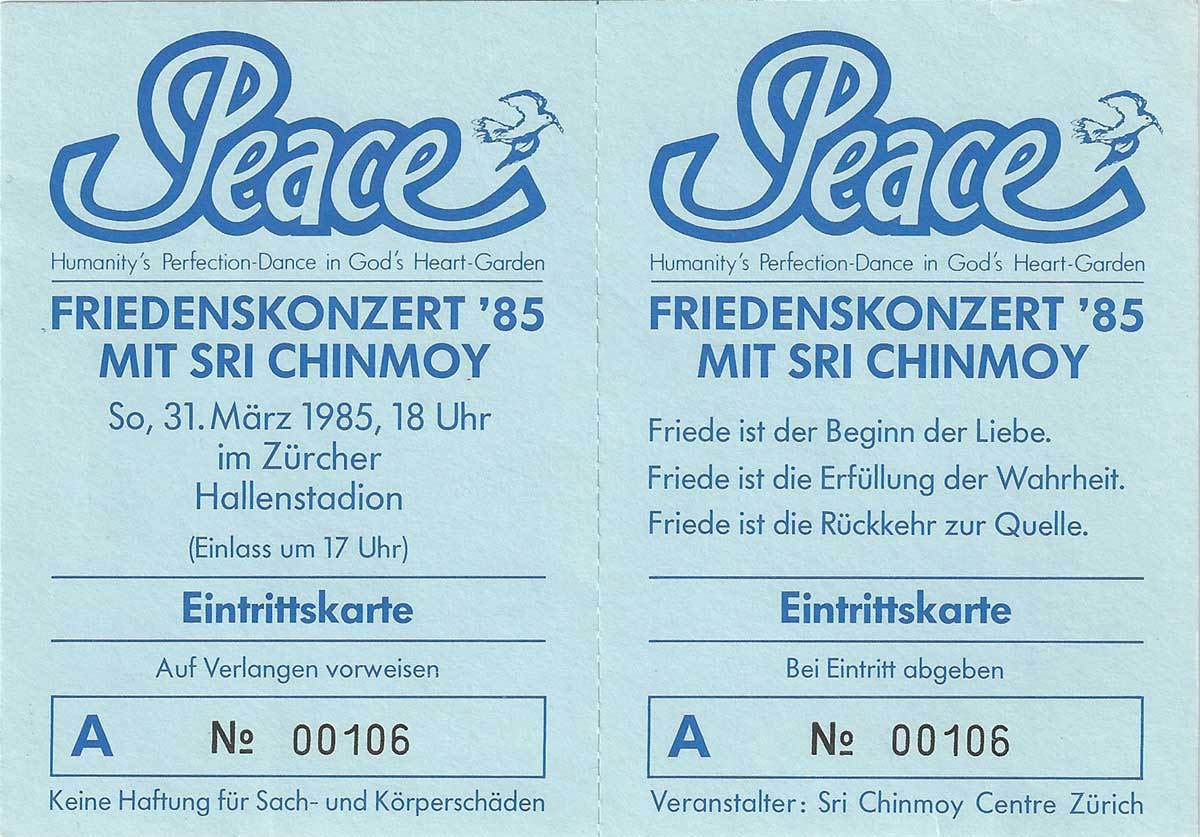 Peace
Humanity's Perfection-Dance in God's Heart-Garden
FRIEDENSKONZERT '85
MIT SRI CHINMOY
So, 31. März 1985, 18 Uhr
im Zürcher
Hallenstadion
(Einlass um 17 Uhr)
Eintrittskarte
Auf Verlangen vorweisen
A № 00106
Keine Haftung für Sach- und Körperschäden
Peace
Humanity's Perfection-Dance in God's Heart-Garden
FRIEDENSKONZERT '85
MIT SRI CHINMOY
Friede ist der Beginn der Liebe.
Friede ist die Erfüllung der Wahrheit.
Friede ist die Rückkehr zur Quelle.
Eintrittskarte
Bei Eintritt abgeben
A № 00106
Veranstalter: Sri Chinmoy Centre Zürich